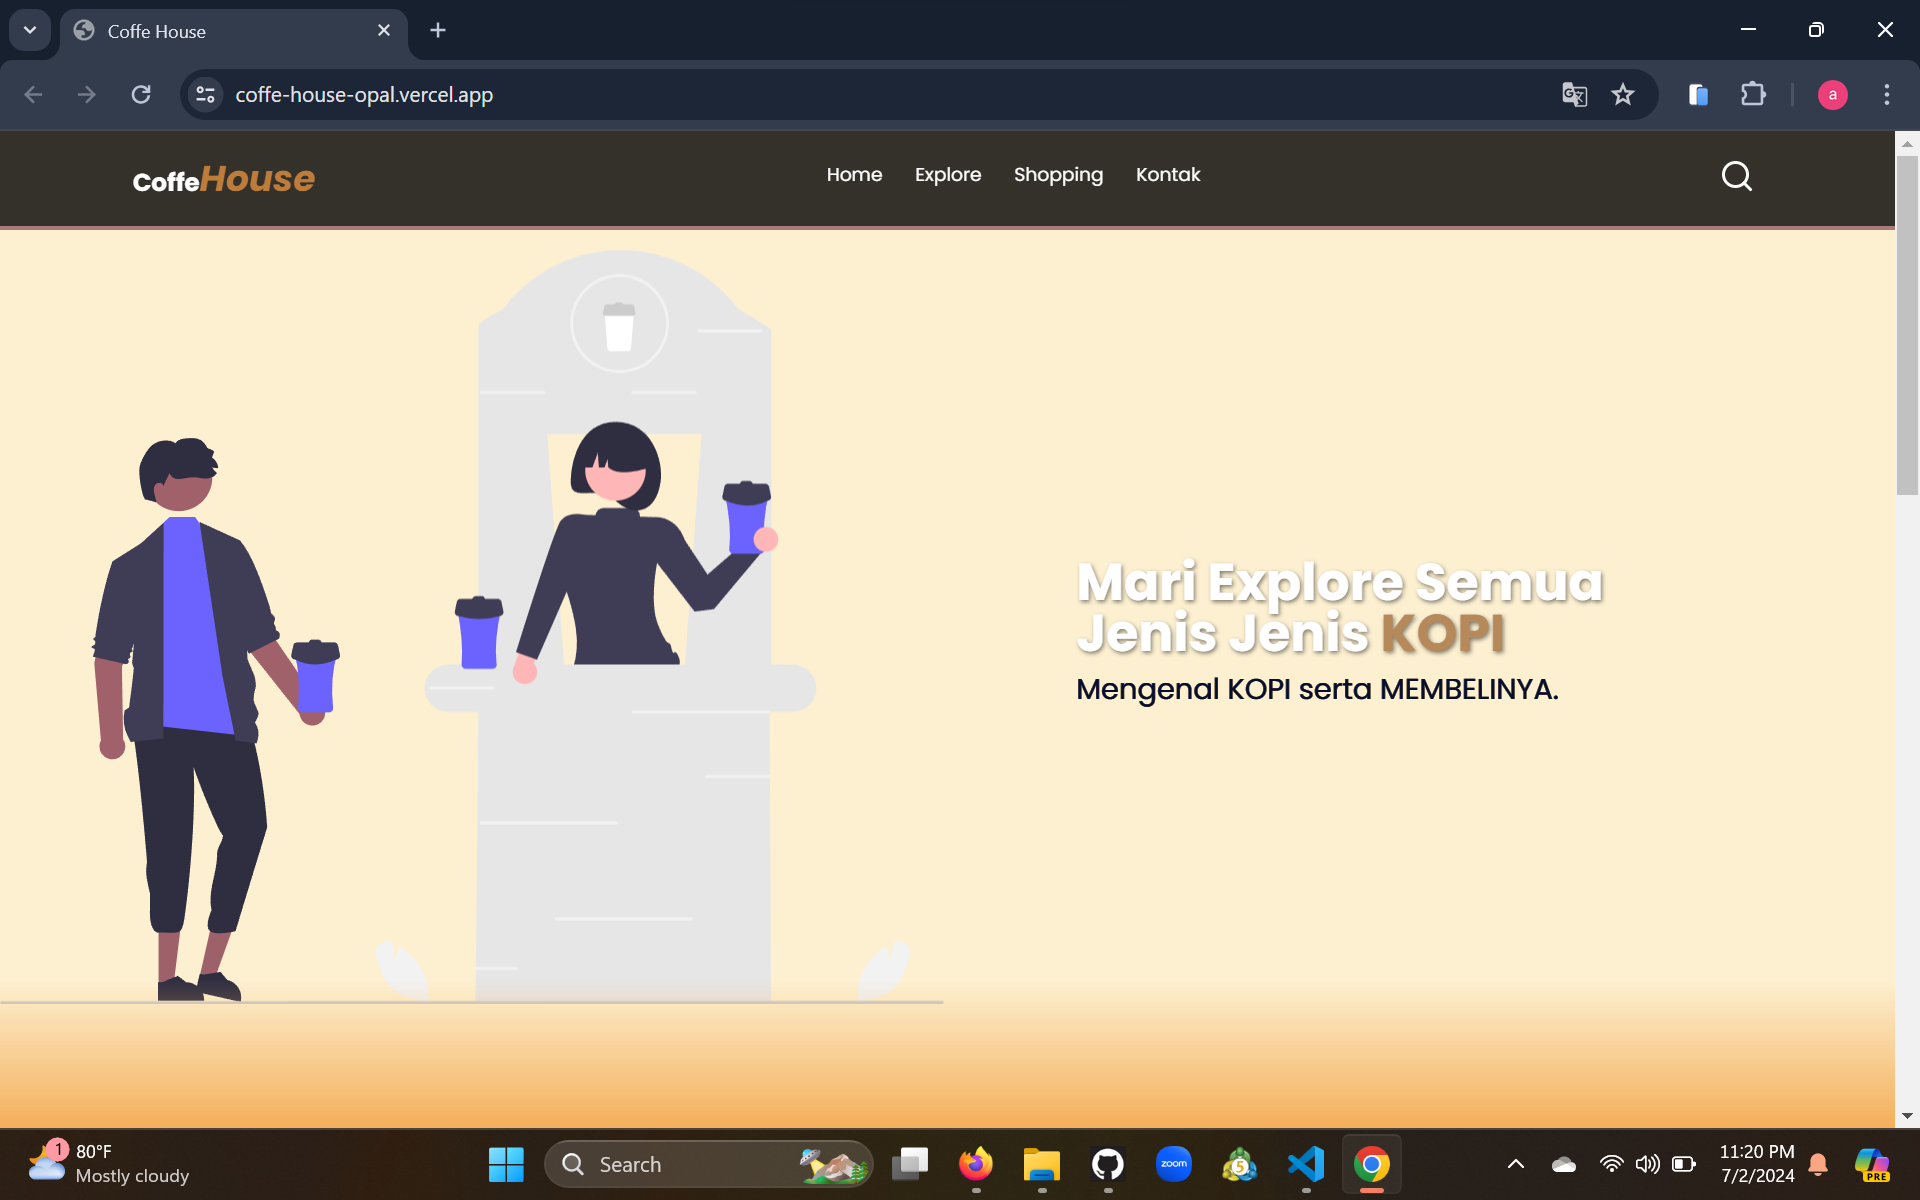 Coffe House
coffe-house-opal.vercel.app
a
CoffeHouse
Home Explore Shopping Kontak
Mari Explore Semua
Jenis Jenis KOPI
Mengenal KOPI serta MEMBELINYA.
1
80°F
Mostly cloudy
Search
zoom
5
11:20 PM
7/2/2024
PRE